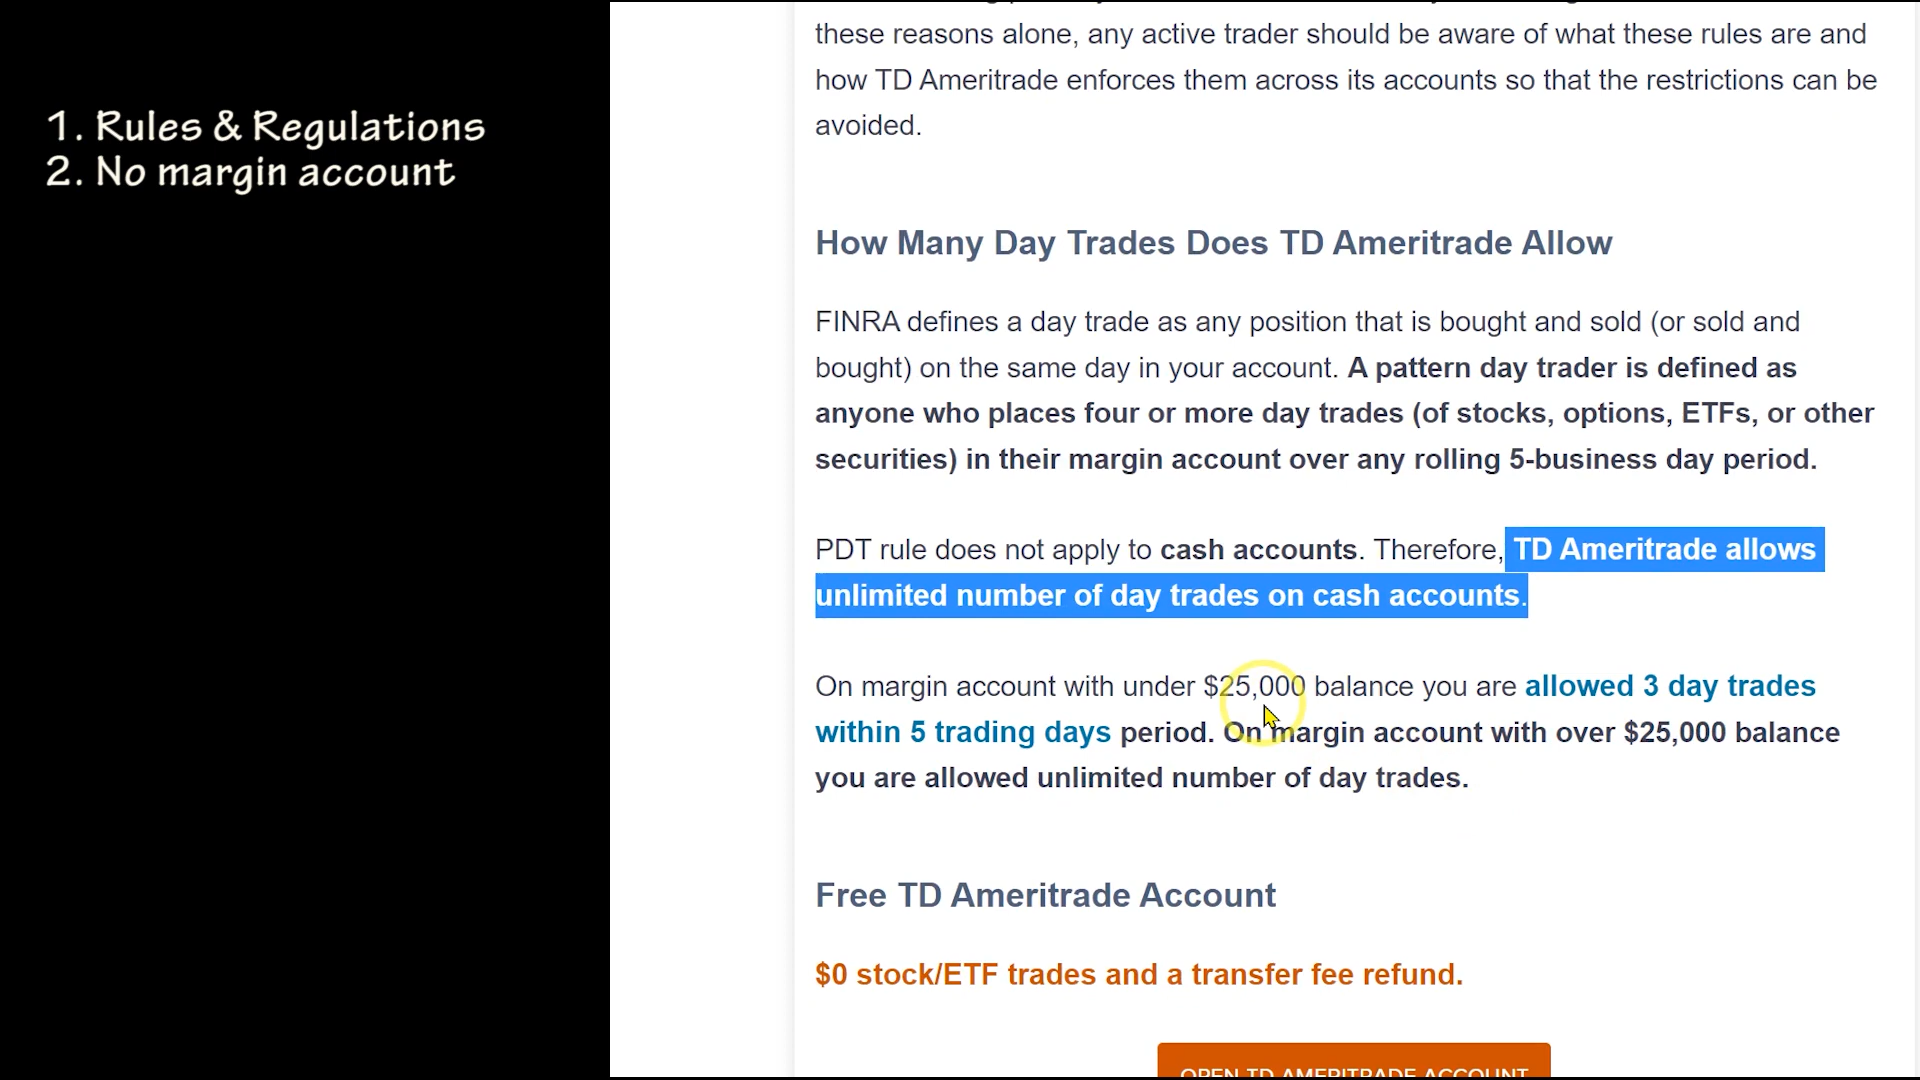 1. Rules & Regulations
2. No margin account
these reasons alone, any active trader should be aware of what these rules are and
how TD Ameritrade enforces them across its accounts so that the restrictions can be
avoided.
How Many Day Trades Does TD Ameritrade Allow
FINRA defines a day trade as any position that is bought and sold (or sold and
bought) on the same day in your account. A pattern day trader is defined as
anyone who places four or more day trades (of stocks, options, ETFs, or other
securities) in their margin account over any rolling 5-business day period.
PDT rule does not apply to cash accounts. Therefore, TD Ameritrade allows
unlimited number of day trades on cash accounts.
On margin account with under $25,000 balance you are allowed 3 day trades
within 5 trading days period. On margin account with over $25,000 balance
you are allowed unlimited number of day trades.
Free TD Ameritrade Account
$0 stock/ETF trades and a transfer fee refund.
OPEN TD AMERITRADE ACCOUNT